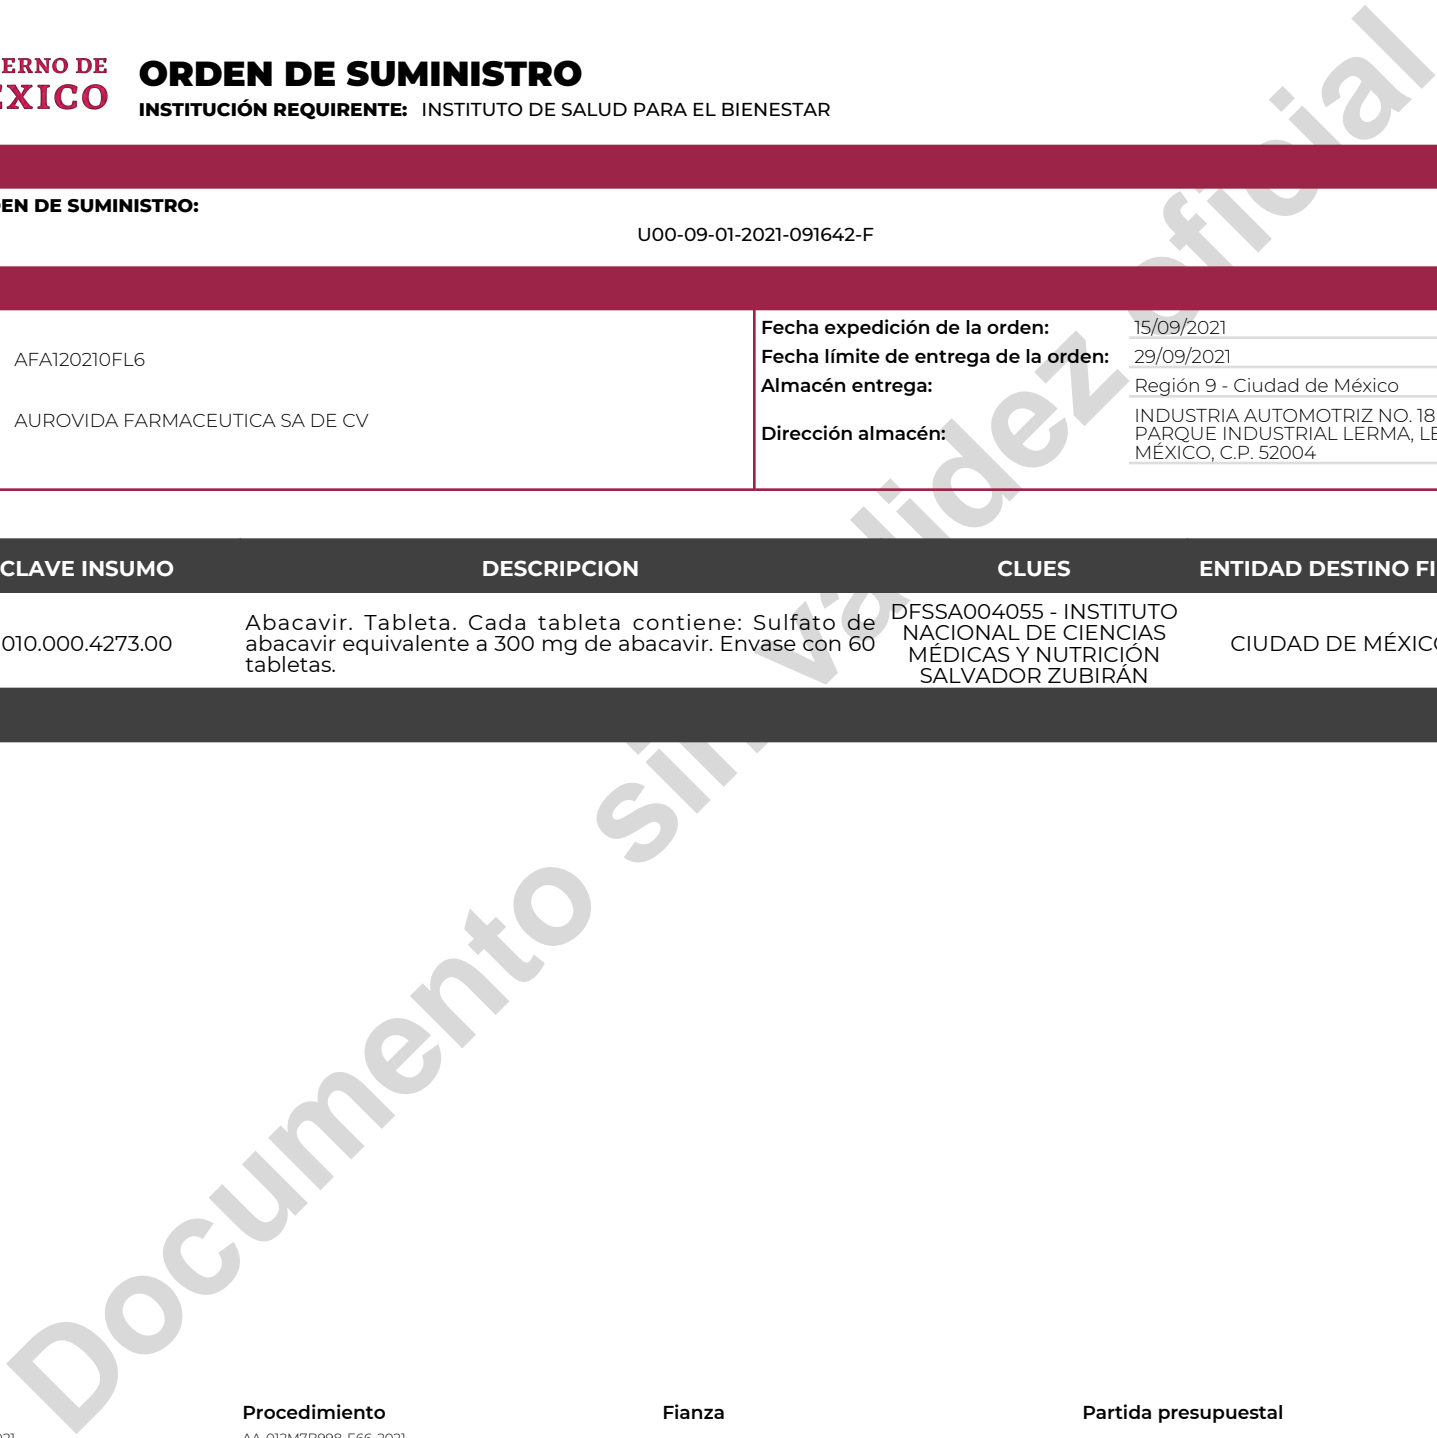 ERNO DE
ÉXICO
ORDEN DE SUMINISTRO
INSTITUCIÓN REQUIRENTE: INSTITUTO DE SALUD PARA EL BIENESTAR
EN DE SUMINISTRO:
U00-09-01-2021-091642-F
AFA120210FL6
AUROVIDA FARMACEUTICA SA DE CV
Fecha expedición de la orden: 15/09/2021
Fecha límite de entrega de la orden: 29/09/2021
Almacén entrega: Región 9 - Ciudad de México
Dirección almacén:
INDUSTRIA AUTOMOTRIZ NO. 18
PARQUE INDUSTRIAL LERMA, LE
MÉXICO, C.P. 52004
CLAVE INSUMO DESCRIPCION CLUES ENTIDAD DESTINO FI
010.000.4273.00
Abacavir. Tableta. Cada tableta contiene: Sulfato de
abacavir equivalente a 300 mg de abacavir. Envase con 60
tabletas.
DFSSA004055 - INSTITUTO
NACIONAL DE CIENCIAS
MÉDICAS Y NUTRICIÓN
SALVADOR ZUBIRÁN
CIUDAD DE MÉXICO
Documento sin validez oficial
Procedimiento Fianza Partida presupuestal